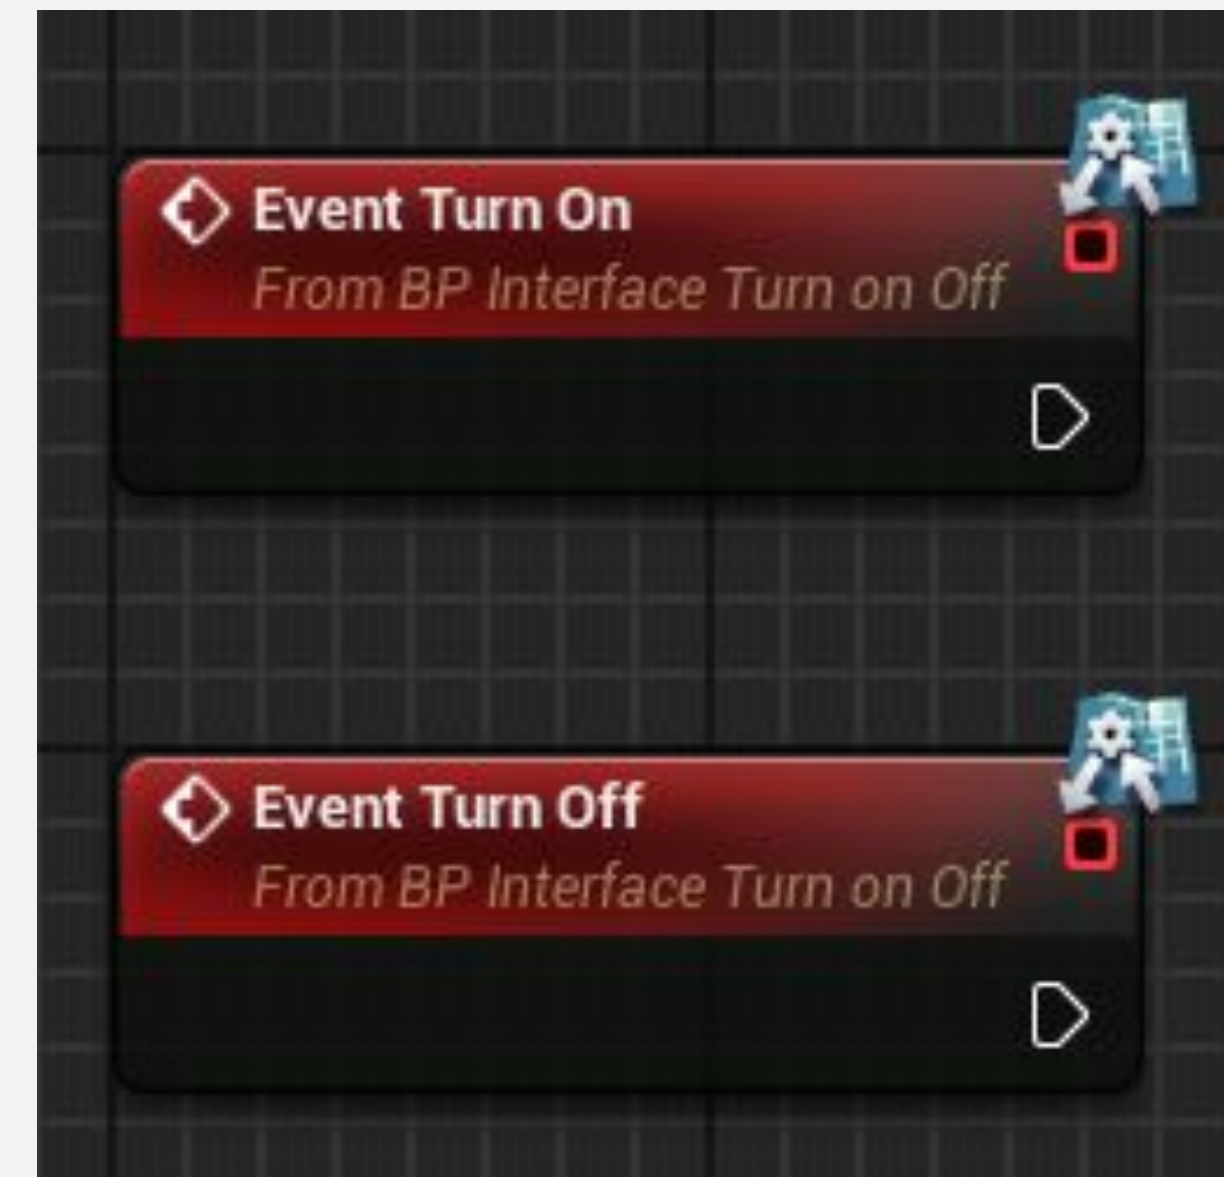 Event Turn On
From BP Interface Turn on Off
Event Turn Off
From BP Interface Turn on Off